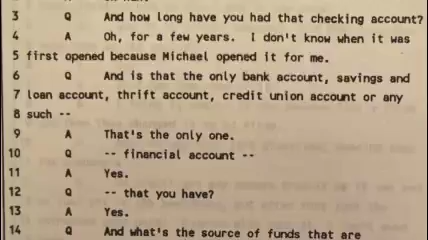 3 Q And how long have you had that checking account?
4 A Oh, for a few years. I don't know when it was
5 first opened because Michael opened it for me.
6 Q And is that the only bank account, savings and
7 loan account, thrift account, credit union account or any
8 such --
9 A That's the only one.
10 Q -- financial account --
11 A Yes.
12 Q -- that you have?
13 A Yes.
14 Q And what's the source of funds that are